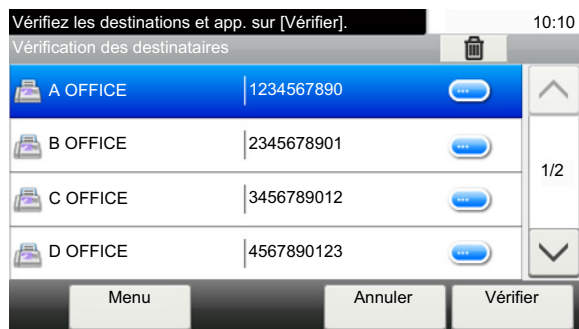 Vérifiez les destinations et app. sur [Vérifier].
10:10
Vérification des destinataires
A OFFICE 1234567890
B OFFICE 2345678901
1/2
C OFFICE 3456789012
D OFFICE 4567890123
Menu Annuler Vérifier